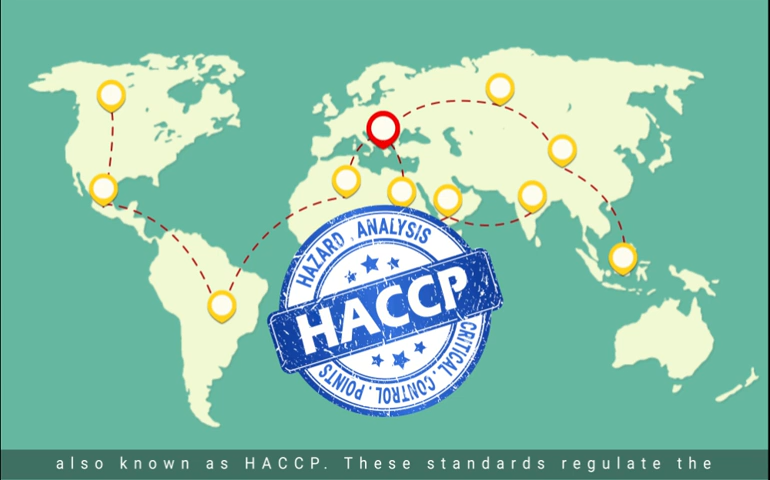 HAZARD . ANALYSIS
HACCP
CRITICAL . CONTROL . POINTS
also known as HACCP. These standards regulate the